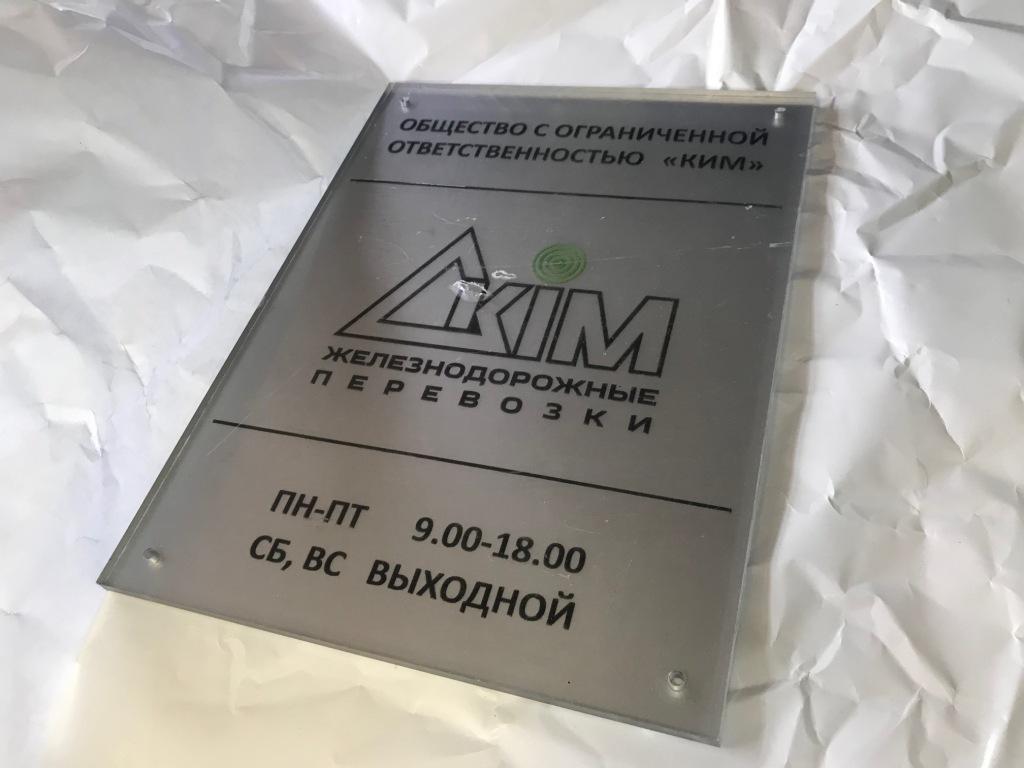 ОБЩЕСТВО С ОГРАНИЧЕННОЙ
ОТВЕТСТВЕННОСТЬЮ «КИМ»
KIM
ЖЕЛЕЗНОДОРОЖНЫЕ
ПЕРЕВОЗКИ
ПН-ПТ 9.00-18.00
СБ, ВС ВЫХОДНОЙ